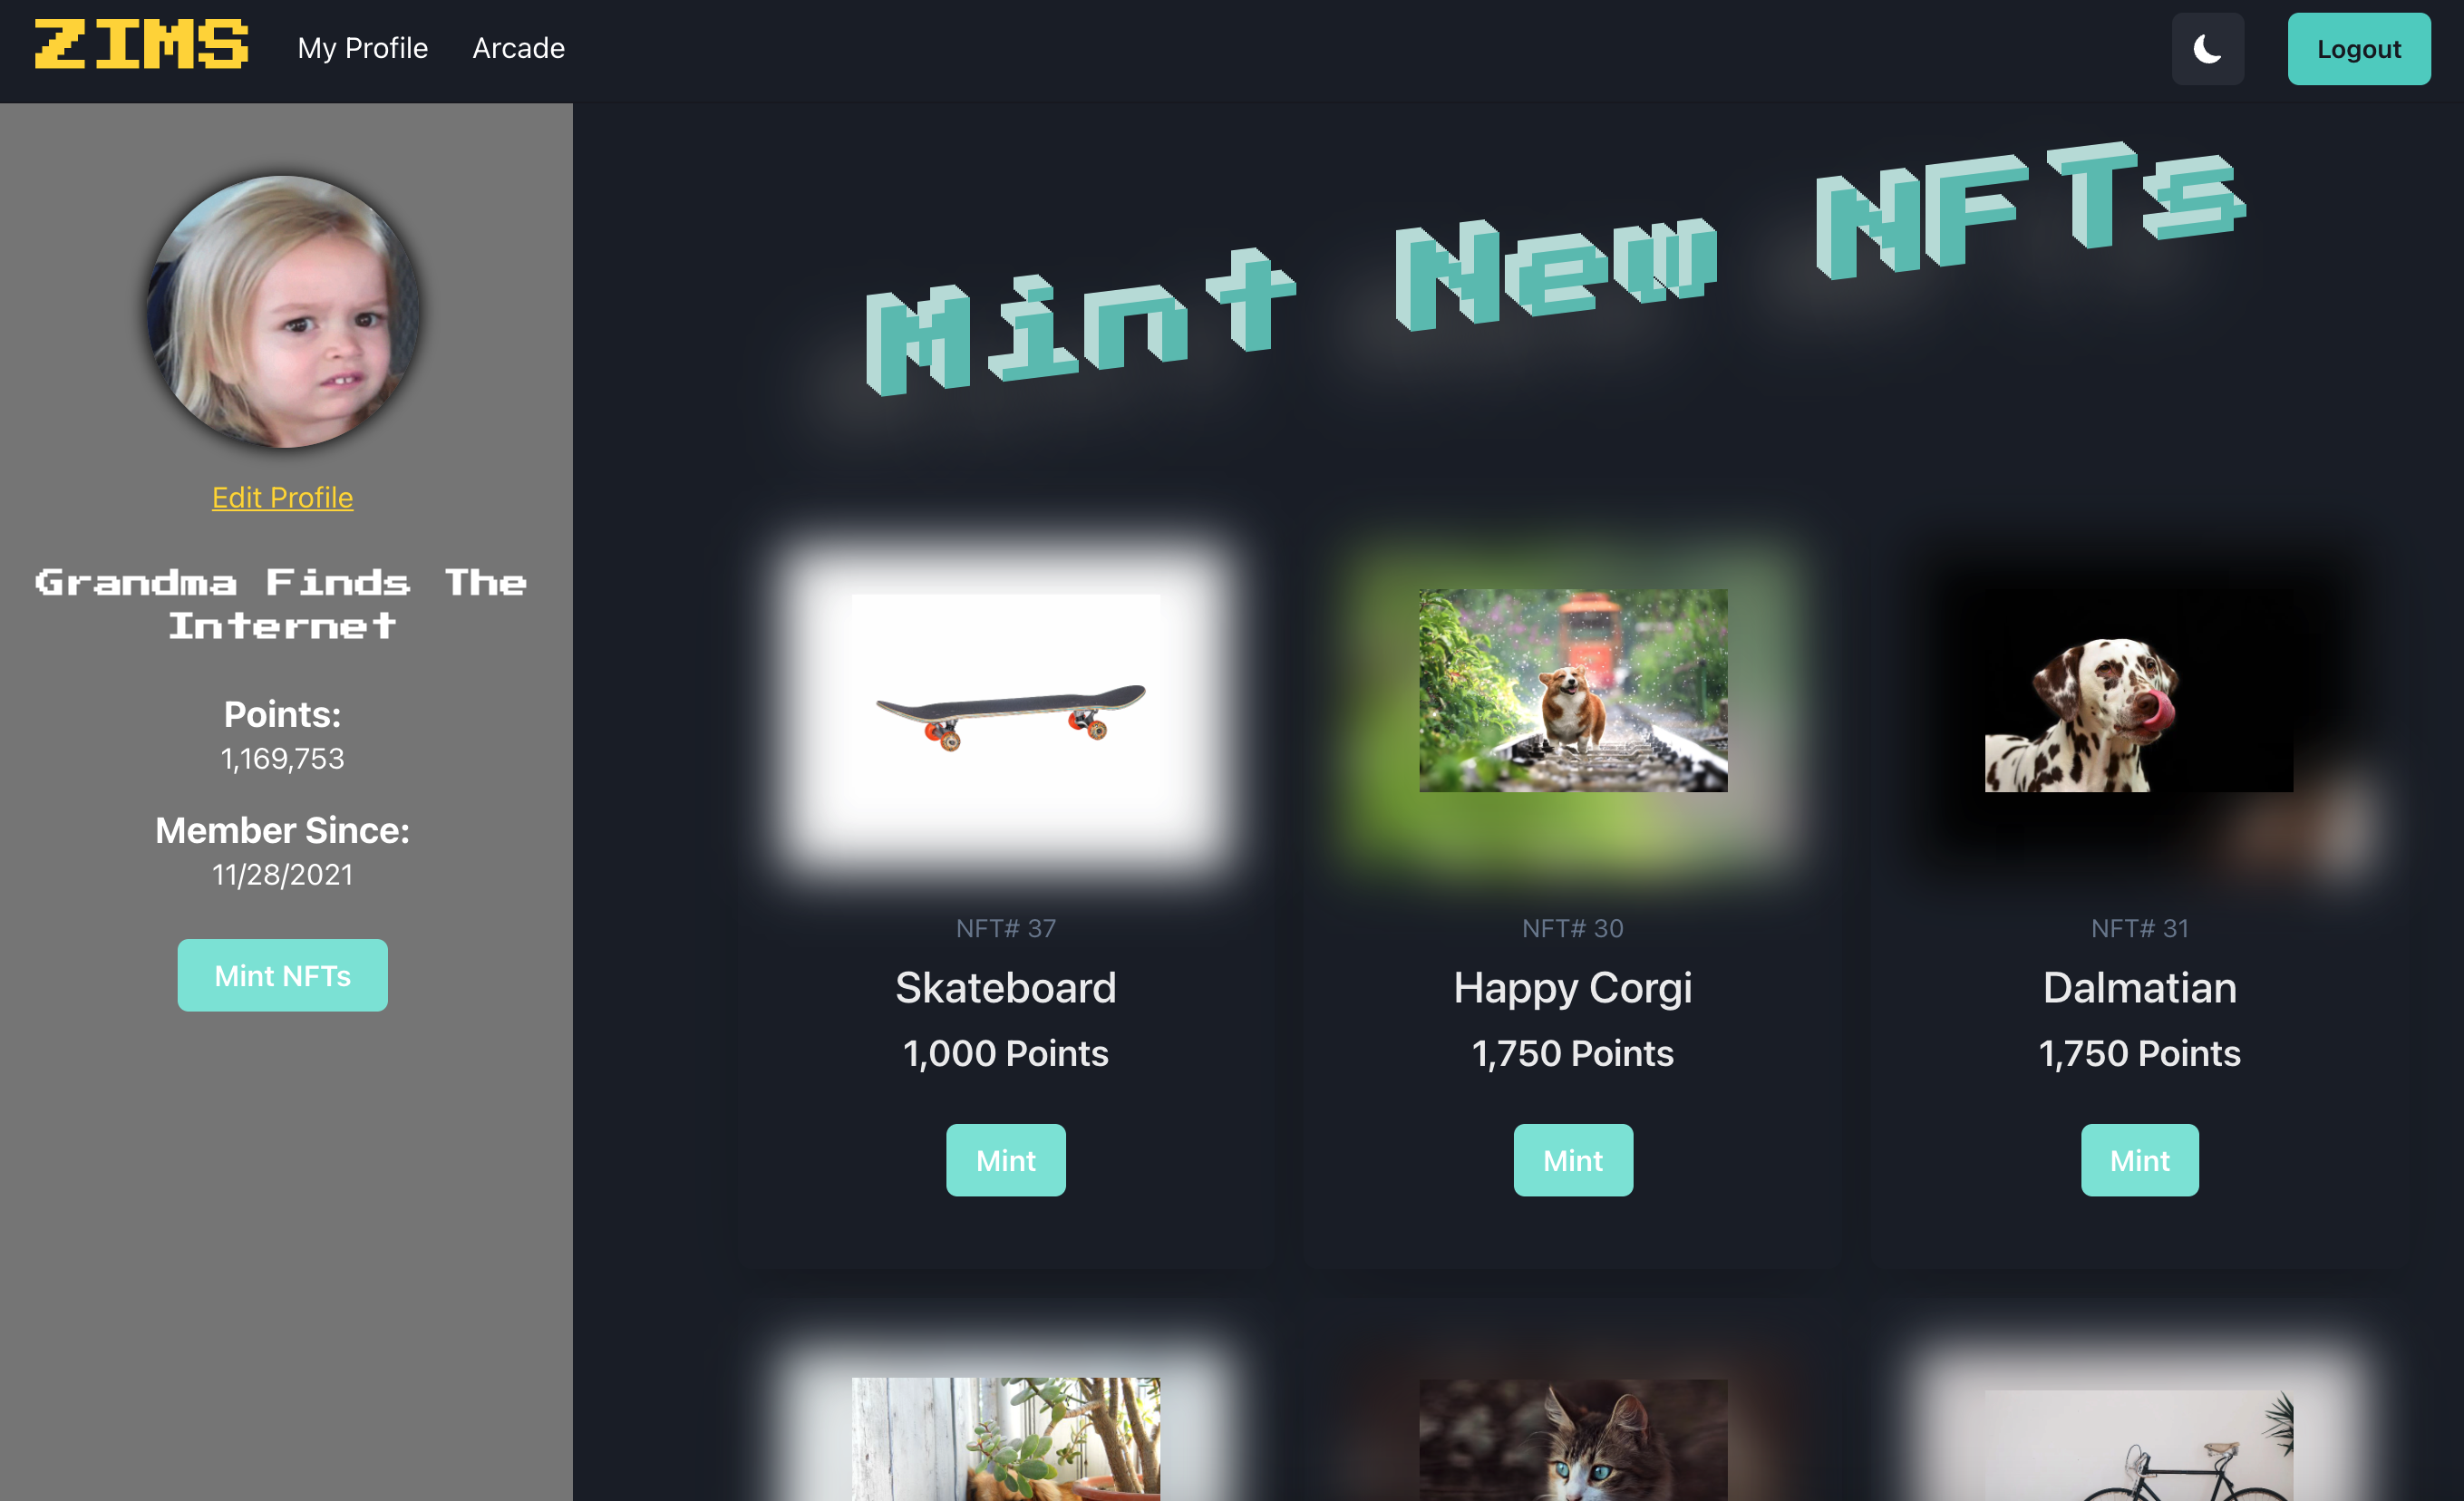 ZIMS
My Profile
Arcade
Logout
Edit Profile
Grandma Finds The
Internet
Points:
1,169,753
Member Since:
11/28/2021
Mint NFTs
Mint New NFTs
NFT# 37
Skateboard
1,000 Points
Mint
NFT# 30
Happy Corgi
1,750 Points
Mint
NFT# 31
Dalmatian
1,750 Points
Mint